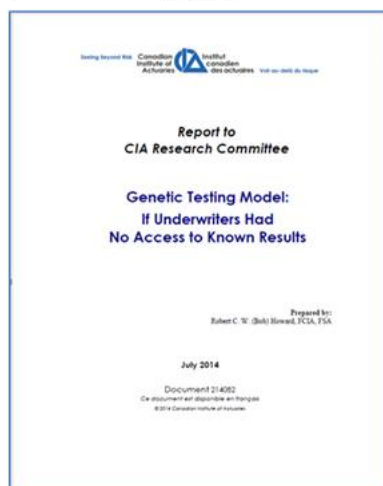 Seeing Beyond Risk
Canadian
Institute of
Actuaries
Institut
canadien
des actuaires
Voir au-delà du risque
Report to
CIA Research Committee
Genetic Testing Model:
If Underwriters Had
No Access to Known Results
Prepared by:
Robert C. W. (Bob) Howard, FCIA, FSA
July 2014
Document 214082
Ce document est disponible en français
© 2014 Canadian Institute of Actuaries